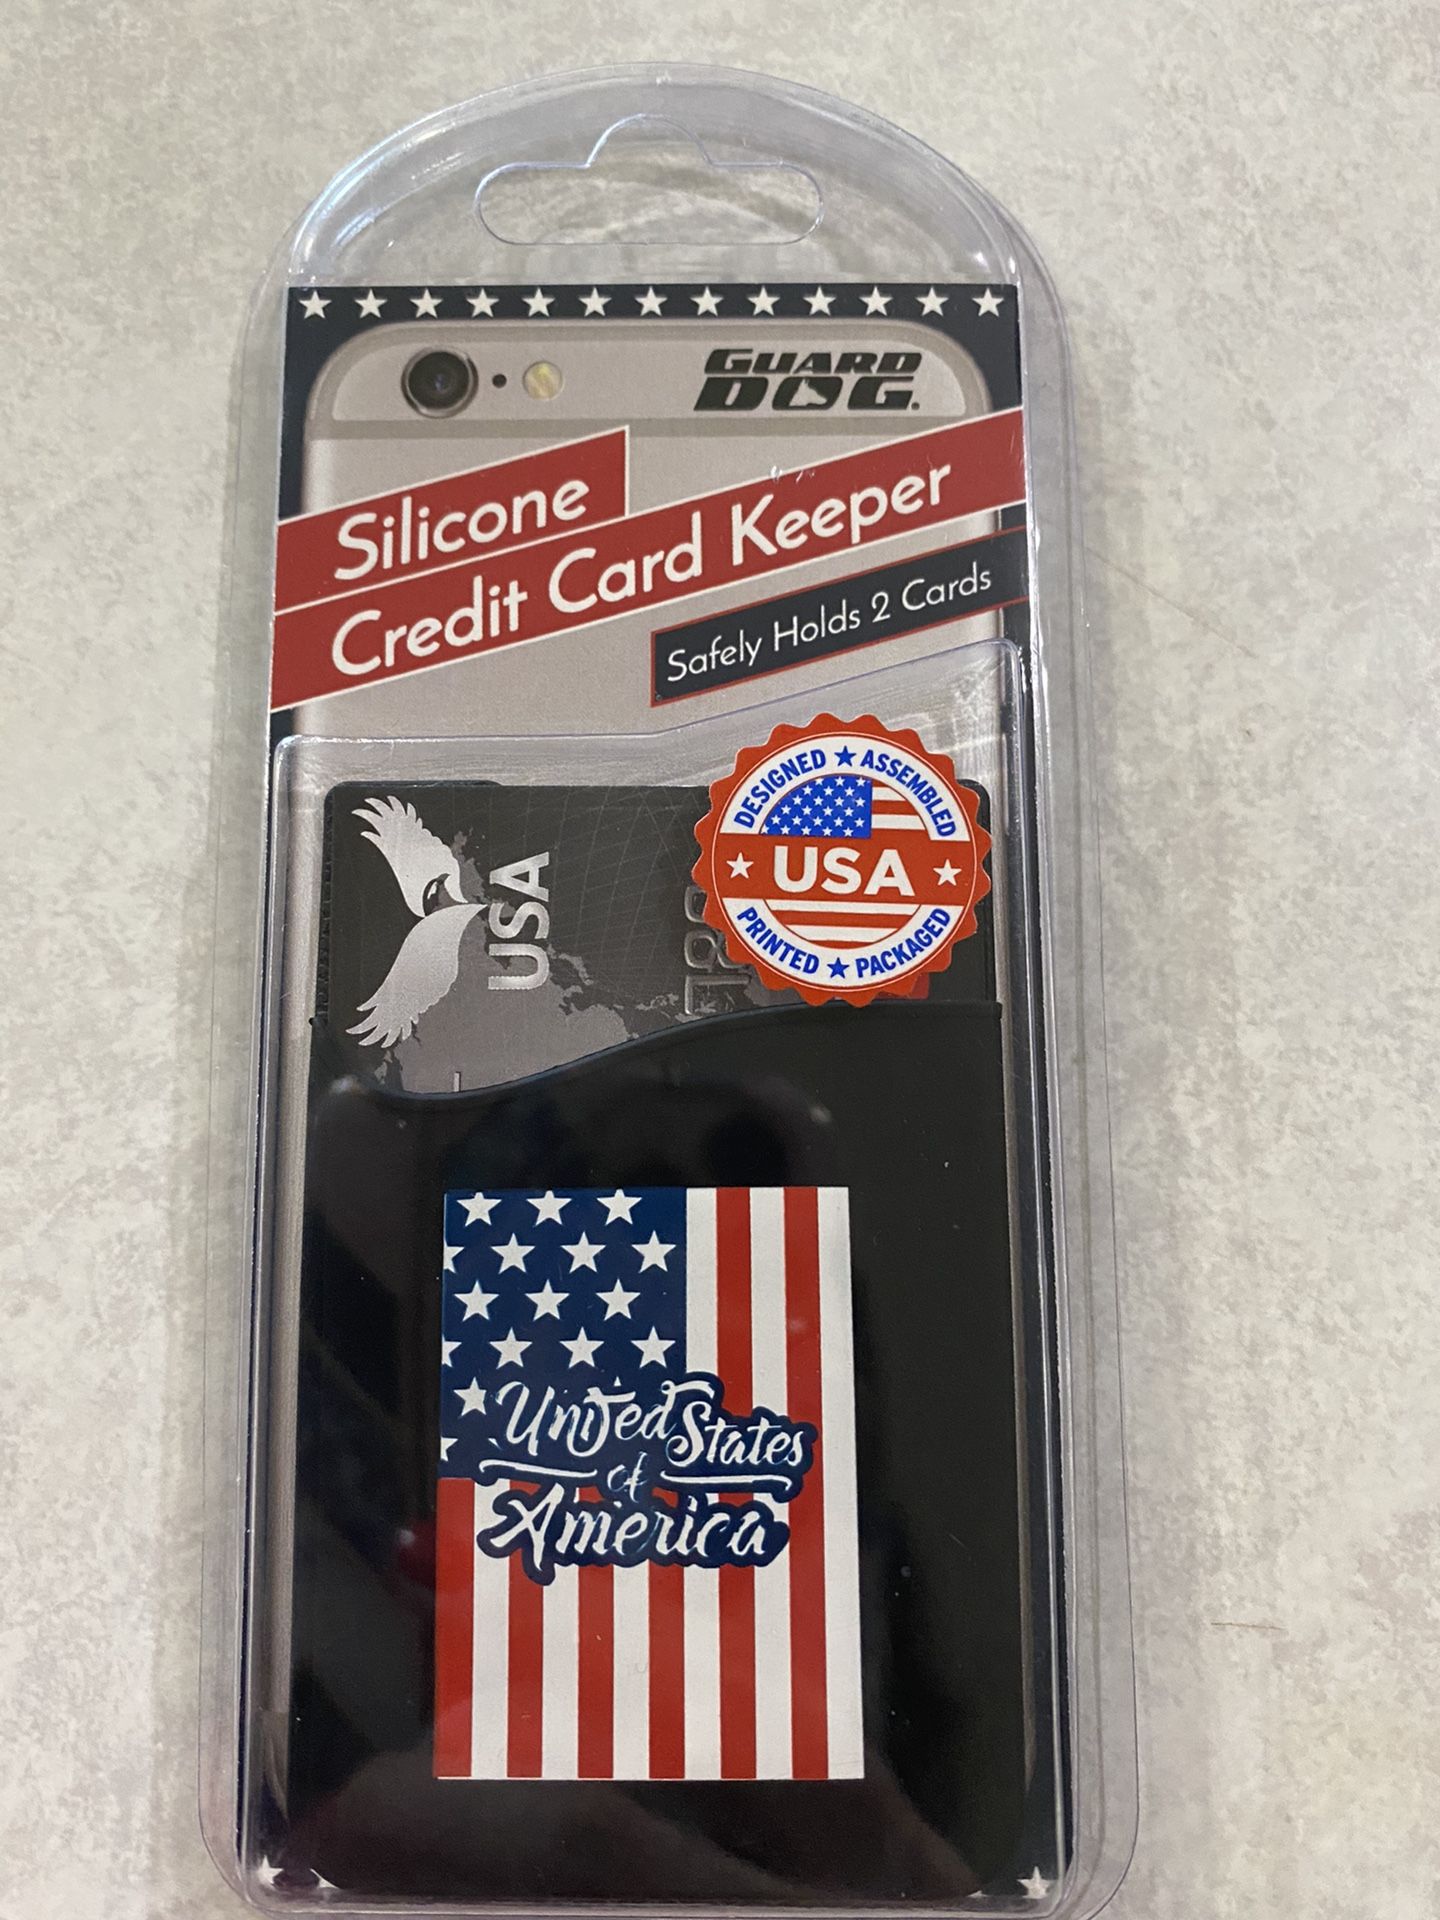 GUARD
DOG.
Silicone
Credit Card Keeper
Safely Holds 2 Cards
DESIGNED ★ ASSEMBLED
USA
PRINTED ★ PACKAGED
USA
United States
of
America